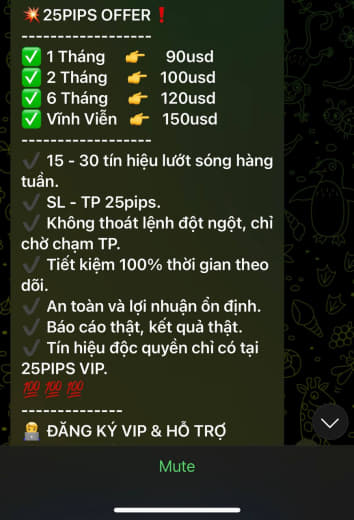 💥25PIPS OFFER❗
------------------
✅ 1 Tháng 👉 90usd
✅ 2 Tháng 👉 100usd
✅ 6 Tháng 👉 120usd
✅ Vĩnh Viễn 👉 150usd
------------------
✔️ 15 - 30 tín hiệu lướt sóng hàng
tuần.
✔️ SL - TP 25pips.
✔️ Không thoát lệnh đột ngột, chỉ
chờ chạm TP.
✔️ Tiết kiệm 100% thời gian theo
dõi.
✔️ An toàn và lợi nhuận ổn định.
✔️ Báo cáo thật, kết quả thật.
✔️ Tín hiệu độc quyền chỉ có tại
25PIPS VIP.
💯 💯 💯
--------------
👨‍💻 ĐĂNG KÝ VIP & HỖ TRỢ
Mute